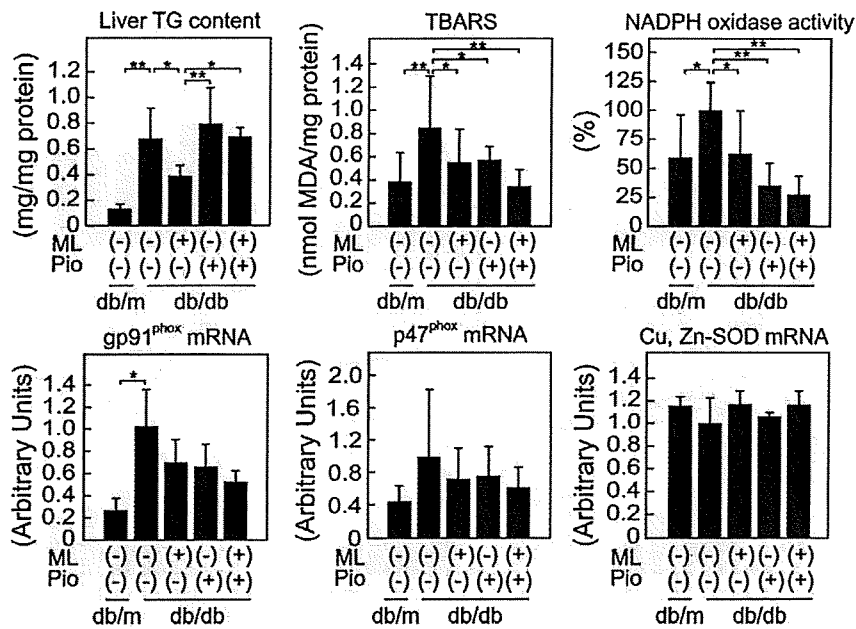 Liver TG content
(mg/mg protein)
1.2
1.0
0.8
0.6
0.4
0.2
0
** * * **
ML (-) (-) (+) (-) (+)
Pio (-) (-) (-) (+) (+)
db/m db/db
TBARS
(nmol MDA/mg protein)
1.2
1.0
0.8
0.6
0.4
0.2
0
** * * **
ML (-) (-) (+) (-) (+)
Pio (-) (-) (-) (+) (+)
db/m db/db
NADPH oxidase activity
(%)
150
125
100
75
50
25
0
* * ** **
ML (-) (-) (+) (-) (+)
Pio (-) (-) (-) (+) (+)
db/m db/db
gp91phox mRNA
(Arbitrary Units)
1.4
1.2
1.0
0.8
0.6
0.4
0.2
0
*
ML (-) (-) (+) (-) (+)
Pio (-) (-) (-) (+) (+)
db/m db/db
p47phox mRNA
(Arbitrary Units)
2.0
1.6
1.2
0.8
0.4
0
ML (-) (-) (+) (-) (+)
Pio (-) (-) (-) (+) (+)
db/m db/db
Cu, Zn-SOD mRNA
(Arbitrary Units)
1.4
1.2
1.0
0.8
0.6
0.4
0.2
0
ML (-) (-) (+) (-) (+)
Pio (-) (-) (-) (+) (+)
db/m db/db